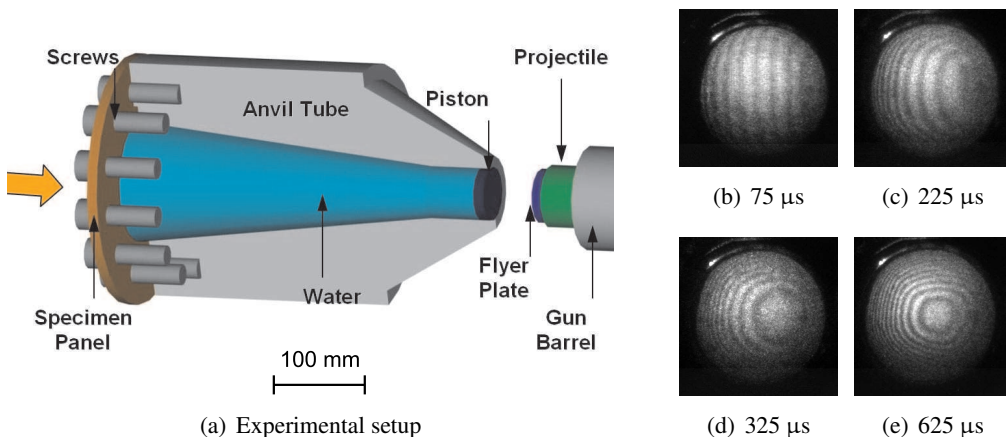 Screws
Anvil Tube
Piston
Projectile
Specimen
Panel
Water
Flyer
Plate
Gun
Barrel
100 mm
(a) Experimental setup
(b) 75 µs
(c) 225 µs
(d) 325 µs
(e) 625 µs